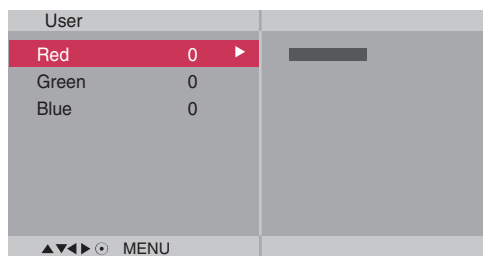 User
Red 0 ▶
Green 0
Blue 0
▲▼◀▶⊙ MENU